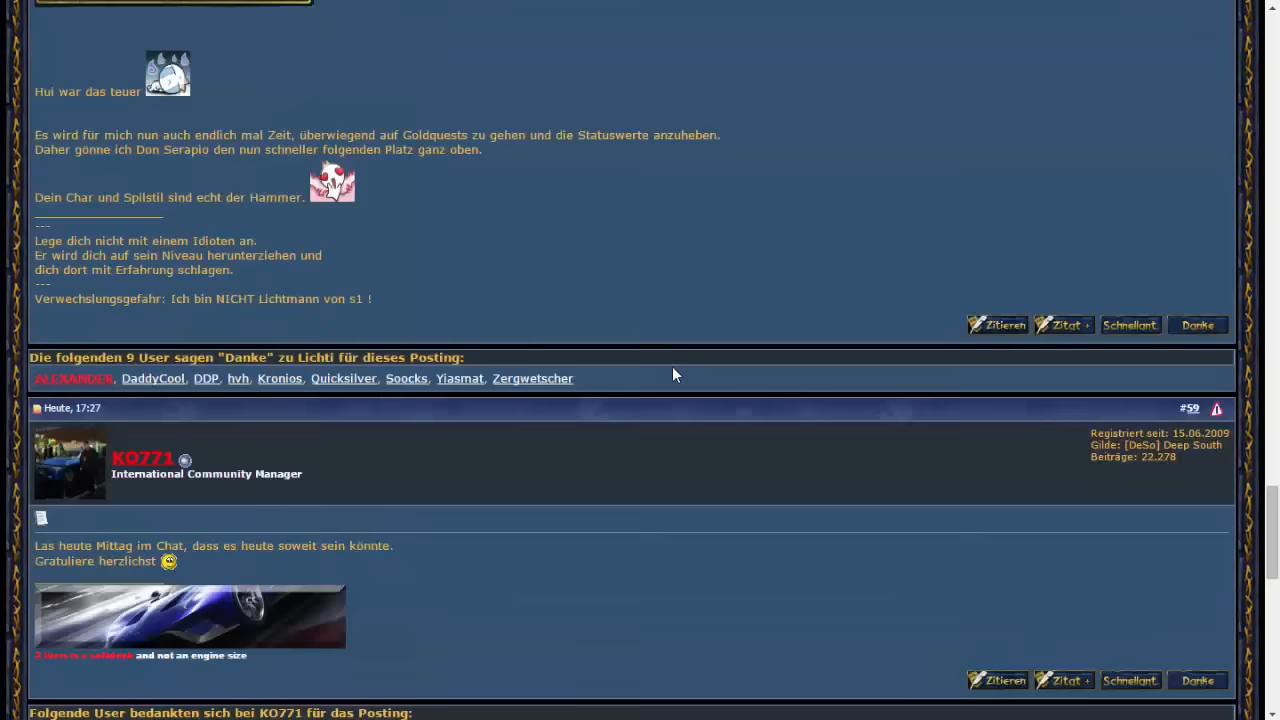 Hui war das teuer
Es wird für mich nun auch endlich mal Zeit, überwiegend auf Goldquests zu gehen und die Statuswerte anzuheben.
Daher gönne ich Don Serapio den nun schneller folgenden Platz ganz oben.
Dein Char und Spilstil sind echt der Hammer.
---
Lege dich nicht mit einem Idioten an.
Er wird dich auf sein Niveau herunterziehen und
dich dort mit Erfahrung schlagen.
---
Verwechslungsgefahr: Ich bin NICHT Lichtmann von s1 !
Zitieren Zitat + Schnellant. Danke
Die folgenden 9 User sagen "Danke" zu Lichti für dieses Posting:
ALEXANDER, DaddyCool, DDP, hvh, Kronios, Quicksilver, Soocks, Yiasmat, Zergwetscher
Heute, 17:27 #59
Registriert seit: 15.06.2009
KO771 Gilde: [DeSo] Deep South
Beiträge: 22.278
International Community Manager
Las heute Mittag im Chat, dass es heute soweit sein könnte.
Gratuliere herzlichst
2 liters is a softdrink and not an engine size
Zitieren Zitat + Schnellant. Danke
Folgende User bedankten sich bei KO771 für das Posting: